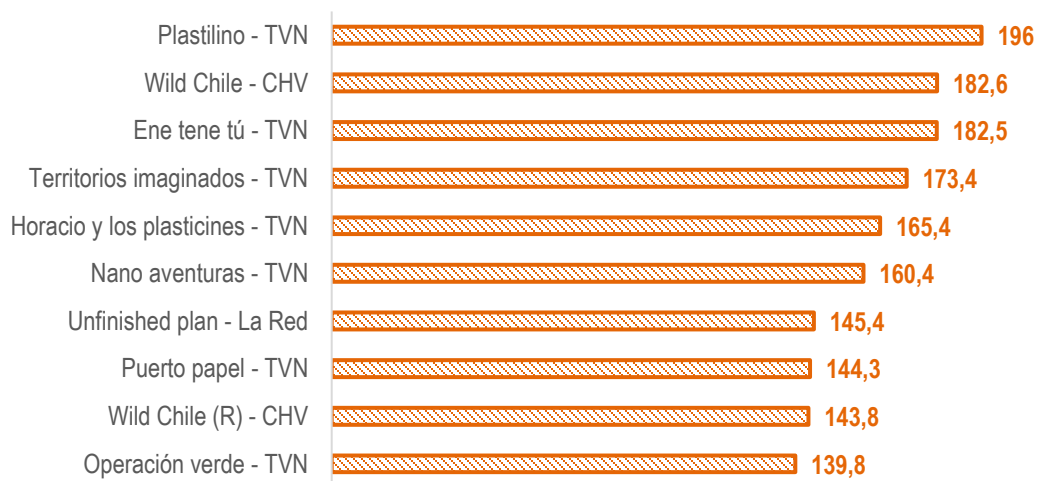 Plastilino - TVN 196
Wild Chile - CHV 182,6
Ene tene tú - TVN 182,5
Territorios imaginados - TVN 173,4
Horacio y los plasticines - TVN 165,4
Nano aventuras - TVN 160,4
Unfinished plan - La Red 145,4
Puerto papel - TVN 144,3
Wild Chile (R) - CHV 143,8
Operación verde - TVN 139,8